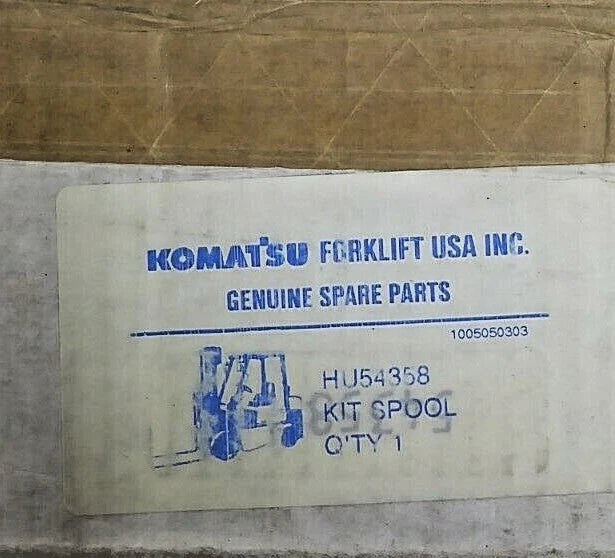 KOMATSU FORKLIFT USA INC.
GENUINE SPARE PARTS
1005050303
HU54358
KIT SPOOL
Q'TY 1